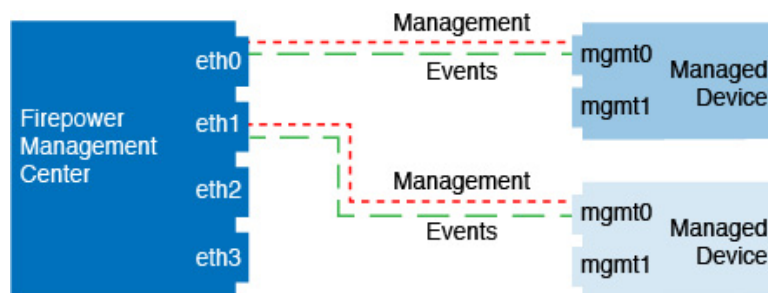 Firepower
Management
Center
eth0
eth1
eth2
eth3
Management
Events
mgmt0
mgmt1
Managed
Device
Management
Events
mgmt0
mgmt1
Managed
Device